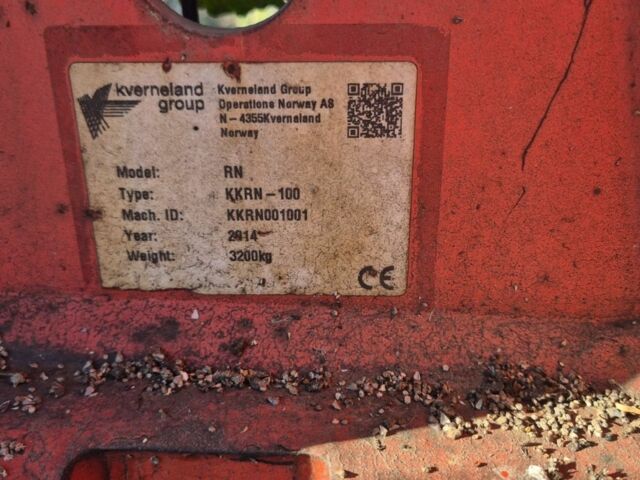 kverneland
group
Kverneland Group
Operations Norway AS
N-4355Kverneland
Norway
Model: RN
Type: KKRN-100
Mach. ID: KKRN001001
Year: 2014
Weight: 3200kg
CE